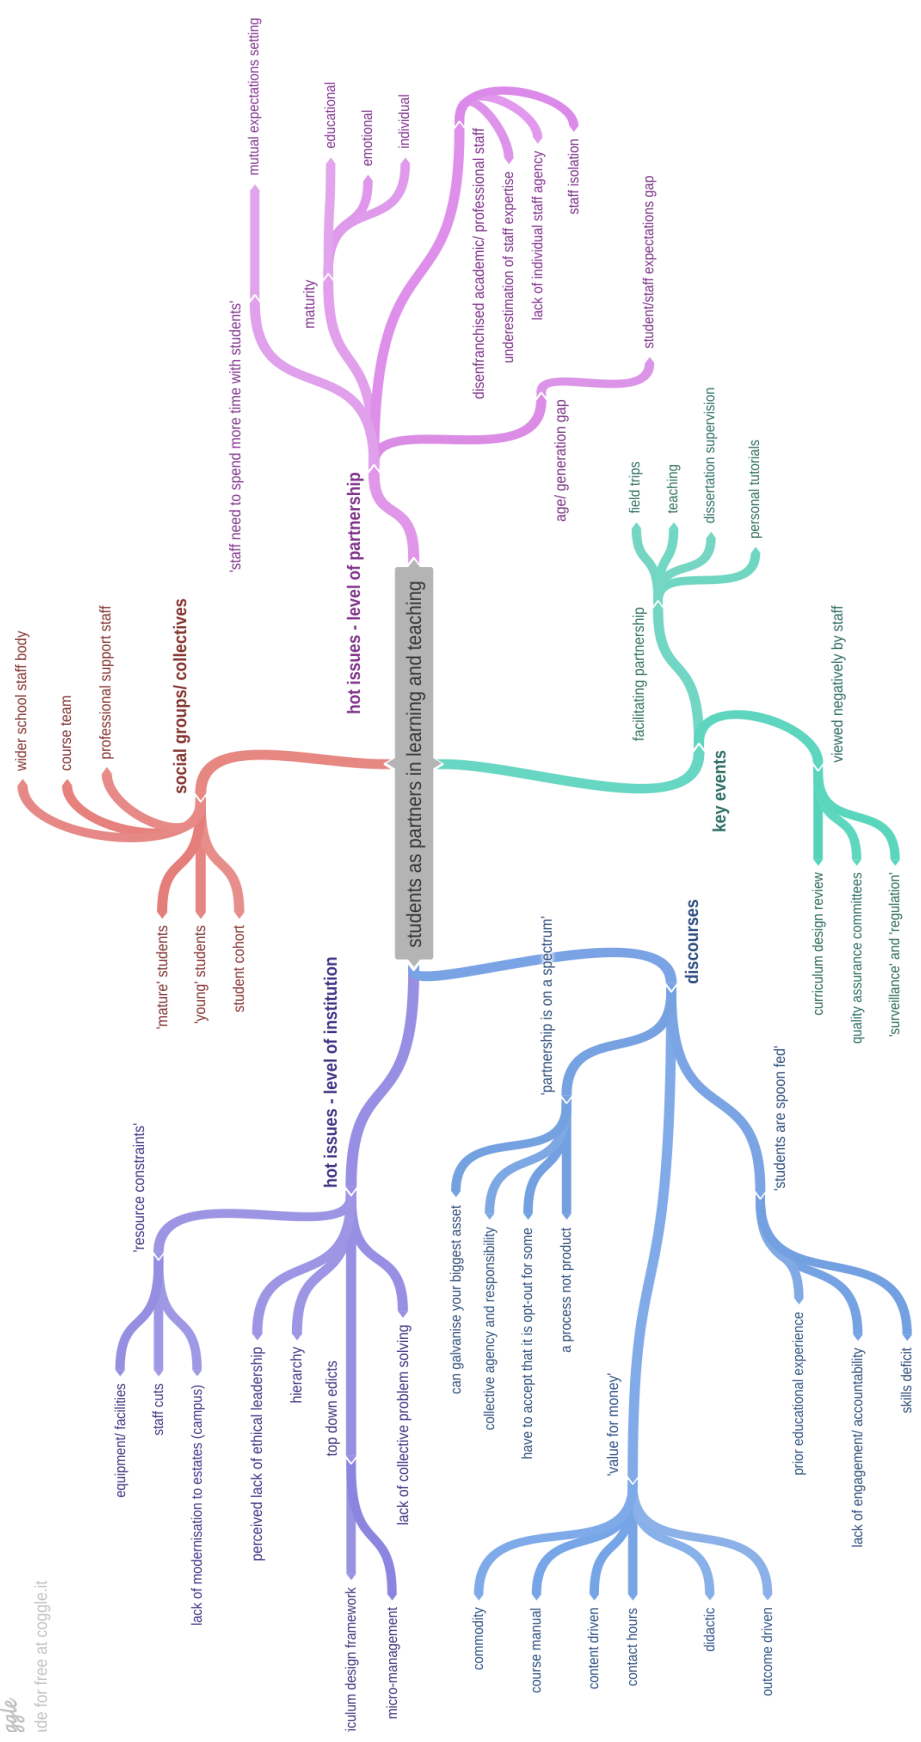 students as partners in learning and teaching
hot issues - level of partnership
'staff need to spend more time with students'
mutual expectations setting
maturity
educational
emotional
individual
disenfranchised academic/ professional staff
underestimation of staff expertise
lack of individual staff agency
staff isolation
age/ generation gap
student/staff expectations gap
key events
facilitating partnership
field trips
teaching
dissertation supervision
personal tutorials
viewed negatively by staff
curriculum design review
quality assurance committees
'surveillance' and 'regulation'
social groups/ collectives
wider school staff body
course team
professional support staff
'mature' students
'young' students
student cohort
hot issues - level of institution
'resource constraints'
equipment/ facilities
staff cuts
lack of modernisation to estates (campus)
perceived lack of ethical leadership
hierarchy
top down edicts
iculum design framework
micro-management
lack of collective problem solving
discourses
'partnership is on a spectrum'
can galvanise your biggest asset
collective agency and responsibility
have to accept that it is opt-out for some
a process not product
'value for money'
commodity
course manual
content driven
contact hours
didactic
outcome driven
'students are spoon fed'
prior educational experience
lack of engagement/ accountability
skills deficit
ggle
ade for free at coggle.it